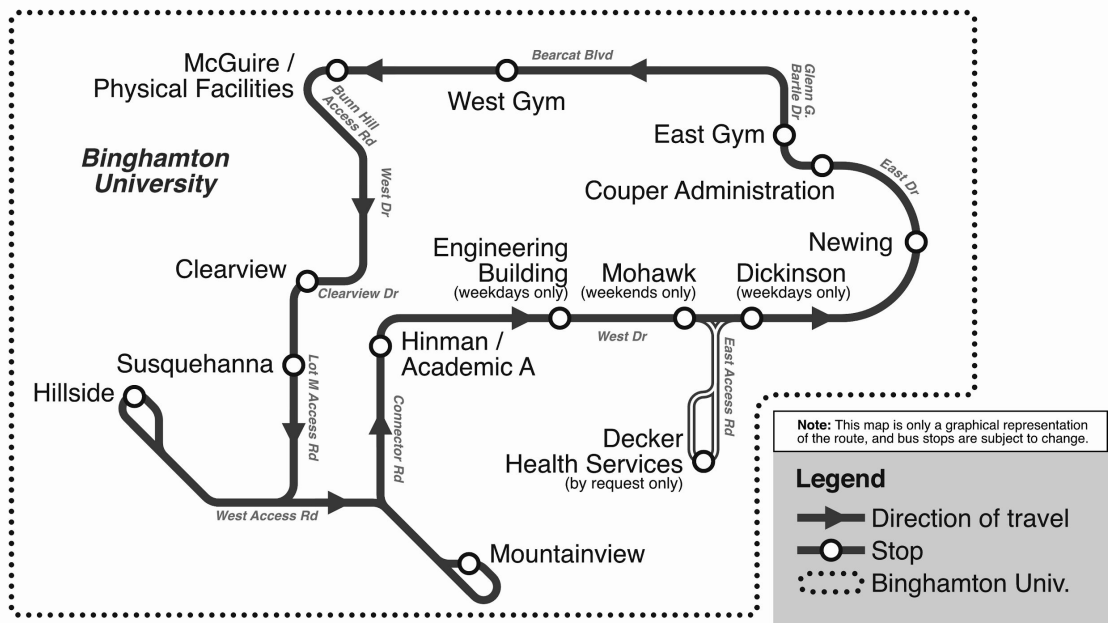 McGuire /
Physical Facilities
Bearcat Blvd
West Gym
Glenn G.
Bartle Dr
Bunn Hill
Access Rd
East Gym
Binghamton
University
Couper Administration
East Dr
West Dr
Newing
Clearview
Clearview Dr
Engineering
Building
(weekdays only)
Mohawk
(weekends only)
Dickinson
(weekdays only)
West Dr
Hinman /
Academic A
East Access Rd
Susquehanna
Hillside
Lot M Access Rd
Connector Rd
Decker
Health Services
(by request only)
West Access Rd
Mountainview
Note: This map is only a graphical representation
of the route, and bus stops are subject to change.
Legend
Direction of travel
Stop
Binghamton Univ.